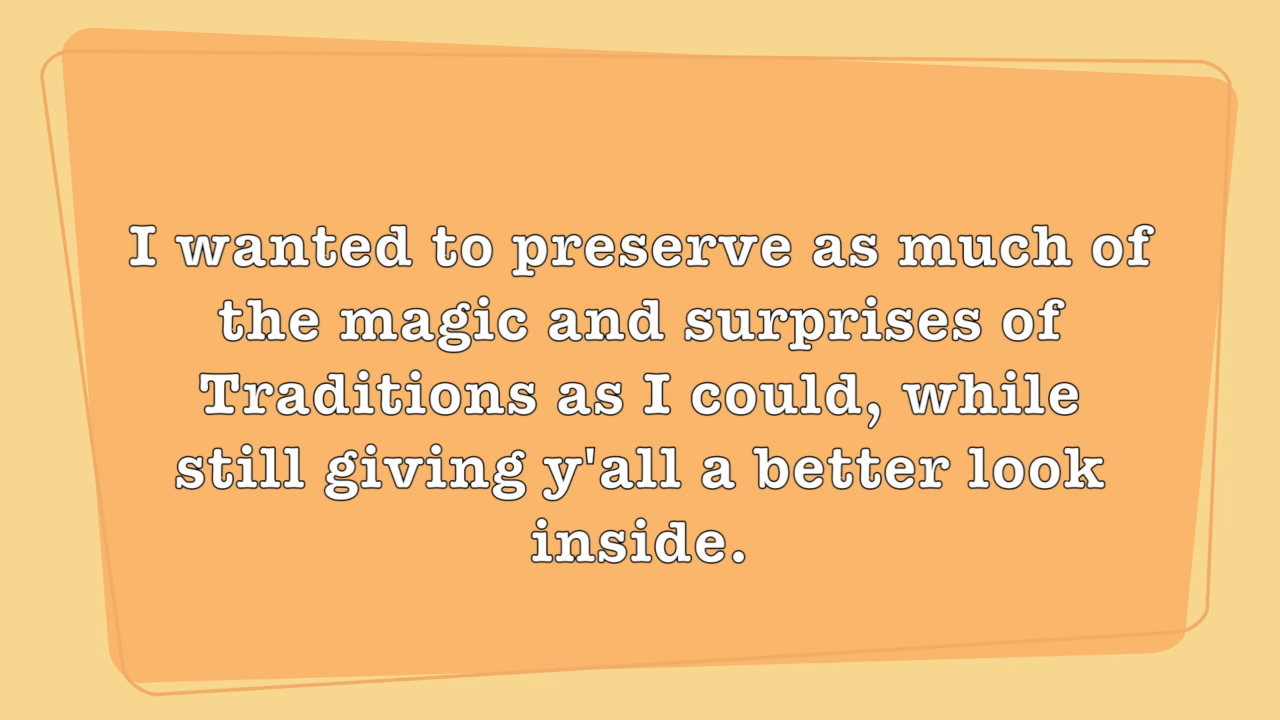 I wanted to preserve as much of
the magic and surprises of
Traditions as I could, while
still giving y'all a better look
inside.